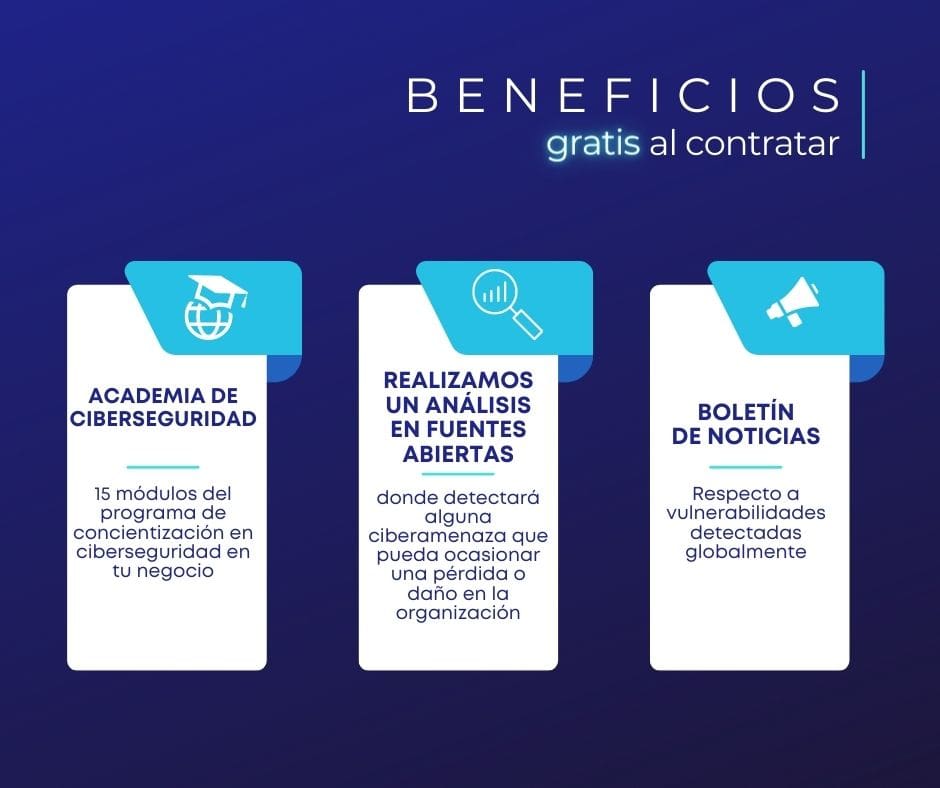 BENEFICIOS
gratis al contratar
ACADEMIA DE
CIBERSEGURIDAD
15 módulos del
programa de
concientización en
ciberseguridad en
tu negocio
REALIZAMOS
UN ANÁLISIS
EN FUENTES
ABIERTAS
donde detectará
alguna
ciberamenaza que
pueda ocasionar
una pérdida o
daño en la
organización
BOLETÍN
DE NOTICIAS
Respecto a
vulnerabilidades
detectadas
globalmente